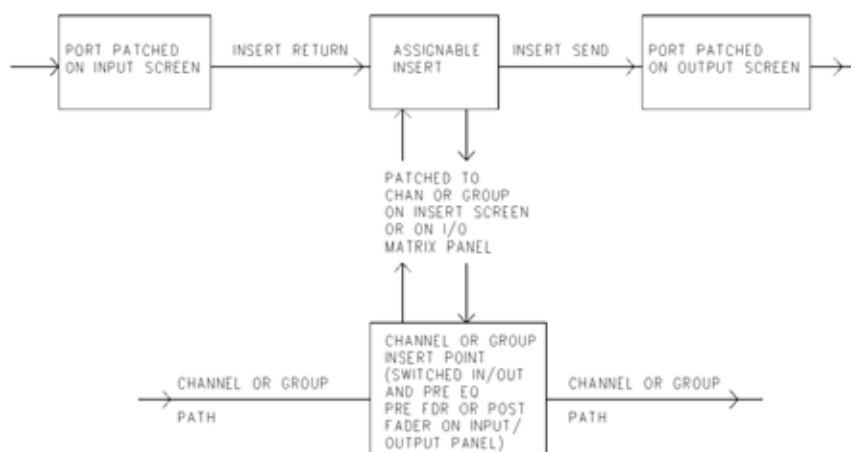 PORT PATCHED
ON INPUT SCREEN
INSERT RETURN
ASSIGNABLE
INSERT
INSERT SEND
PORT PATCHED
ON OUTPUT SCREEN
PATCHED TO
CHAN OR GROUP
ON INSERT SCREEN
OR ON I/O
MATRIX PANEL
CHANNEL OR GROUP
PATH
CHANNEL OR GROUP
INSERT POINT
(SWITCHED IN/OUT
AND PRE EQ
PRE FDR OR POST
FADER ON INPUT/
OUTPUT PANEL)
CHANNEL OR GROUP
PATH